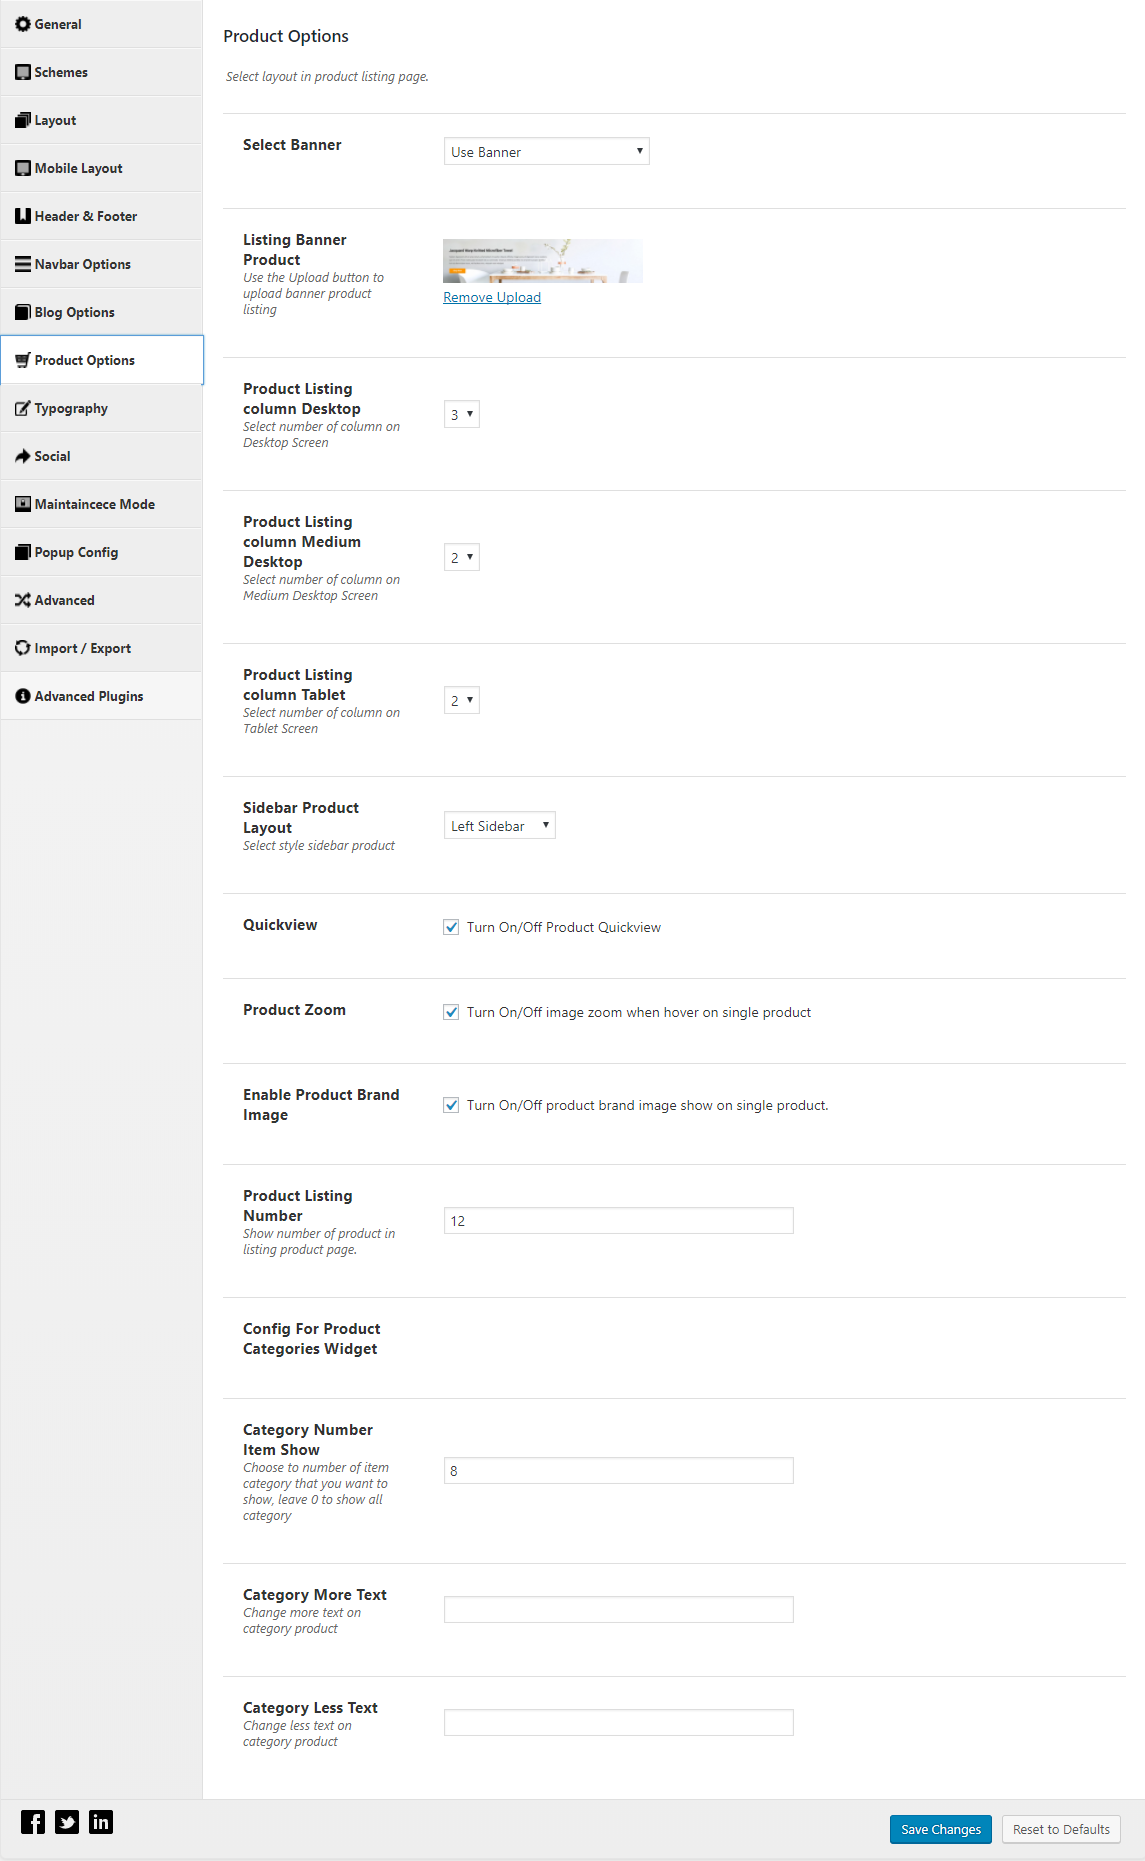 General
Schemes
Layout
Mobile Layout
Header & Footer
Navbar Options
Blog Options
Product Options
Typography
Social
Maintaincece Mode
Popup Config
Advanced
Import / Export
Advanced Plugins
Product Options
Select layout in product listing page.
Select Banner
Use Banner
Listing Banner
Product
Use the Upload button to
upload banner product
listing
Remove Upload
Product Listing
column Desktop
Select number of column on
Desktop Screen
3
Product Listing
column Medium
Desktop
Select number of column on
Medium Desktop Screen
2
Product Listing
column Tablet
Select number of column on
Tablet Screen
2
Sidebar Product
Layout
Select style sidebar product
Left Sidebar
Quickview
Turn On/Off Product Quickview
Product Zoom
Turn On/Off image zoom when hover on single product
Enable Product Brand
Image
Turn On/Off product brand image show on single product.
Product Listing
Number
Show number of product in
listing product page.
12
Config For Product
Categories Widget
Category Number
Item Show
Choose to number of item
category that you want to
show, leave 0 to show all
category
8
Category More Text
Change more text on
category product
Category Less Text
Change less text on
category product
Save Changes
Reset to Defaults